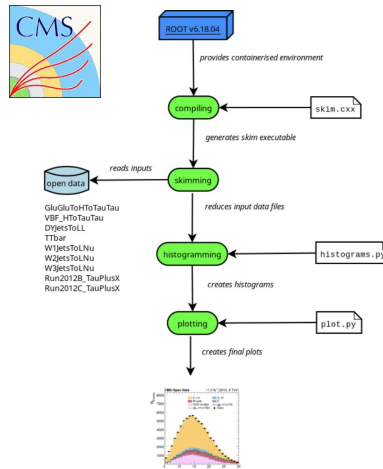 CMS
ROOT v6.18.04
provides containerised environment
compiling
skim.cxx
generates skim executable
reads inputs
open data
skimming
GluGluToHToTauTau
VBF_HToTauTau
DYJetsToLL
TTbar
W1JetsToLNu
W2JetsToLNu
W3JetsToLNu
Run2012B_TauPlusX
Run2012C_TauPlusX
reduces input data files
histogramming
histograms.py
creates histograms
plotting
plot.py
creates final plots
CMS Open Data